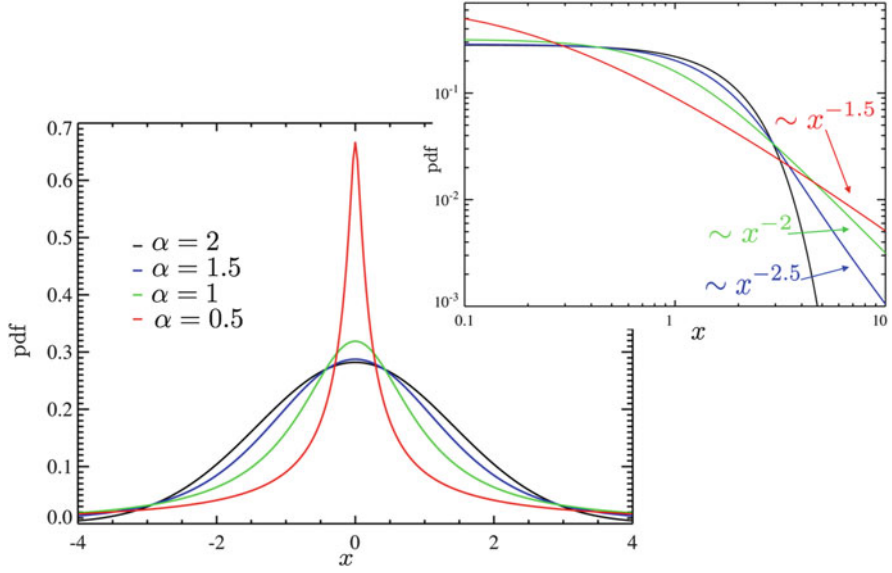 0.7
0.6
0.5
0.4
0.3
0.2
0.1
0.0
pdf
-4
-2
0
2
4
x
α = 2
α = 1.5
α = 1
α = 0.5
10^{-1}
10^{-2}
10^{-3}
pdf
0.1
1
10
x
∼ x^{-1.5}
∼ x^{-2}
∼ x^{-2.5}